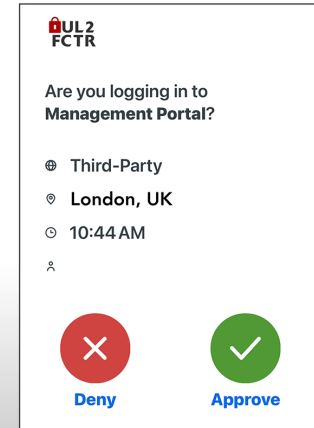 UL2
FCTR
Are you logging in to
Management Portal?
Third-Party
London, UK
10:44 AM
Deny
Approve